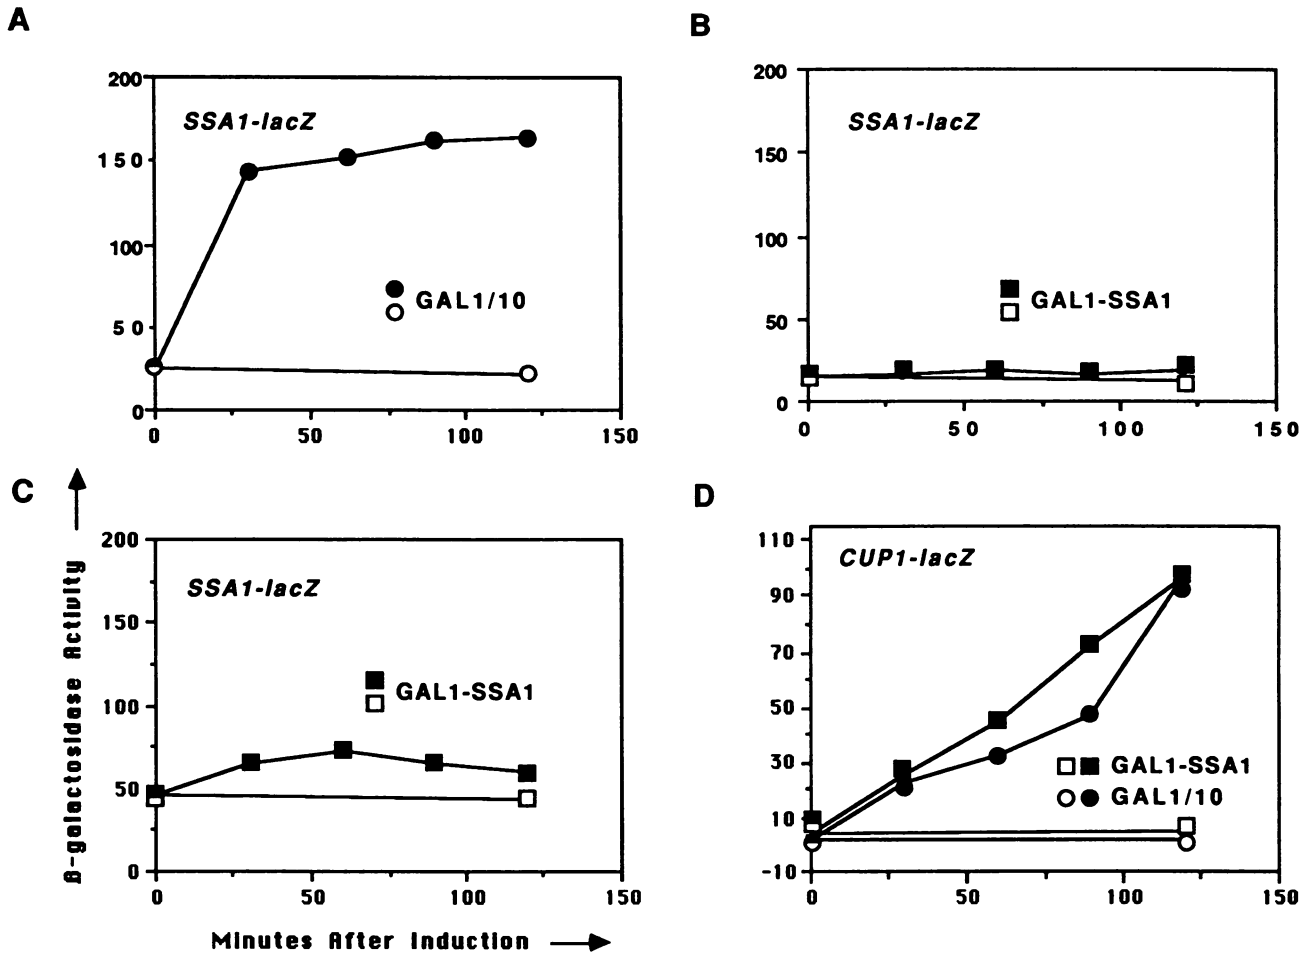 A
200
150
100
50
0
SSA1-lacZ
GAL1/10
0 50 100 150
B
200
150
100
50
0
SSA1-lacZ
GAL1-SSA1
0 50 100 150
C
200
150
100
50
0
SSA1-lacZ
GAL1-SSA1
0 50 100 150
D
110
90
70
50
30
10
-10
CUP1-lacZ
GAL1-SSA1
GAL1/10
0 50 100 150
β-galactosidase Activity
Minutes After Induction